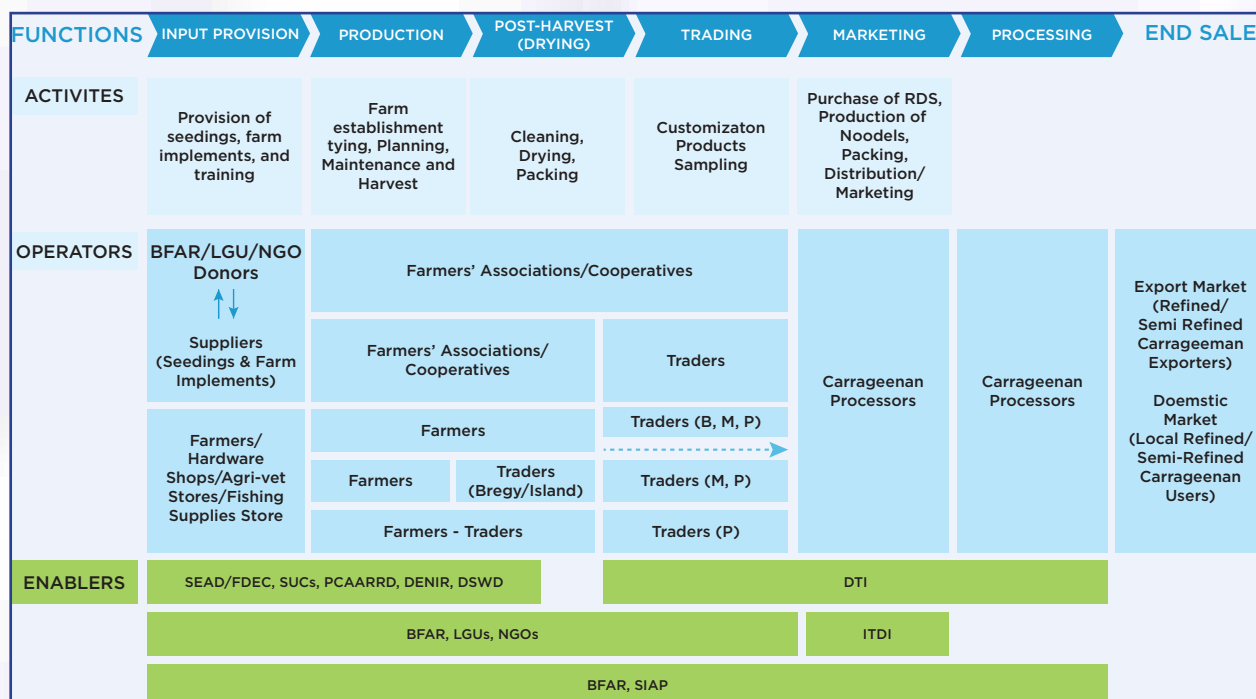 FUNCTIONS
INPUT PROVISION
PRODUCTION
POST-HARVEST
(DRYING)
TRADING
MARKETING
PROCESSING
END SALE
ACTIVITES
Provision of
seedings, farm
implements, and
training
Farm
establishment
tying, Planning,
Maintenance and
Harvest
Cleaning,
Drying,
Packing
Customizaton
Products
Sampling
Purchase of RDS,
Production of
Noodels,
Packing,
Distribution/
Marketing
OPERATORS
BFAR/LGU/NGO
Donors
Suppliers
(Seedings & Farm
Implements)
Farmers/
Hardware
Shops/Agri-vet
Stores/Fishing
Supplies Store
Farmers' Associations/Cooperatives
Farmers' Associations/
Cooperatives
Traders
Farmers
Traders (B, M, P)
Farmers
Traders
(Bregy/Island)
Traders (M, P)
Farmers - Traders
Traders (P)
Carrageenan
Processors
Carrageenan
Processors
Export Market
(Refined/
Semi Refined
Carrageeman
Exporters)
Doemstic
Market
(Local Refined/
Semi-Refined
Carrageenan
Users)
ENABLERS
SEAD/FDEC, SUCs, PCAARRD, DENIR, DSWD
DTI
BFAR, LGUs, NGOs
ITDI
BFAR, SIAP